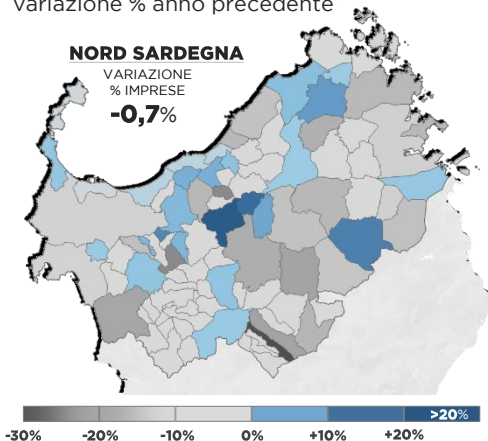 Variazione % anno precedente
NORD SARDEGNA
VARIAZIONE
% IMPRESE
-0,7%
>20%
-30% -20% -10% 0% +10% +20%